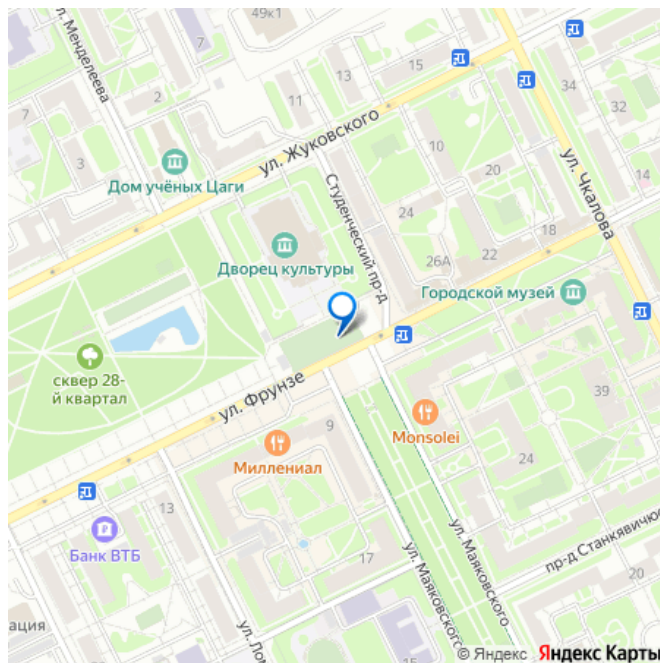 49к1
ул. Менделеева
7
15
13
34
2
11
32
7
ул. Жуковского
3
10
ул. Чкалова
Дом учёных Цаги
20
14
Студенческий пр-д
24
18
Дворец культуры
26А
22
Городской музей
сквер 28-
й квартал
ул. Фрунзе
39
9
Monsolei
Миллениал
24
13
Банк ВТБ
ул. Маяковского
ул. Маяковского
пр-д Станкявичюс
17
20
ация
ул. Ло
15
© Яндекс Яндекс Карты